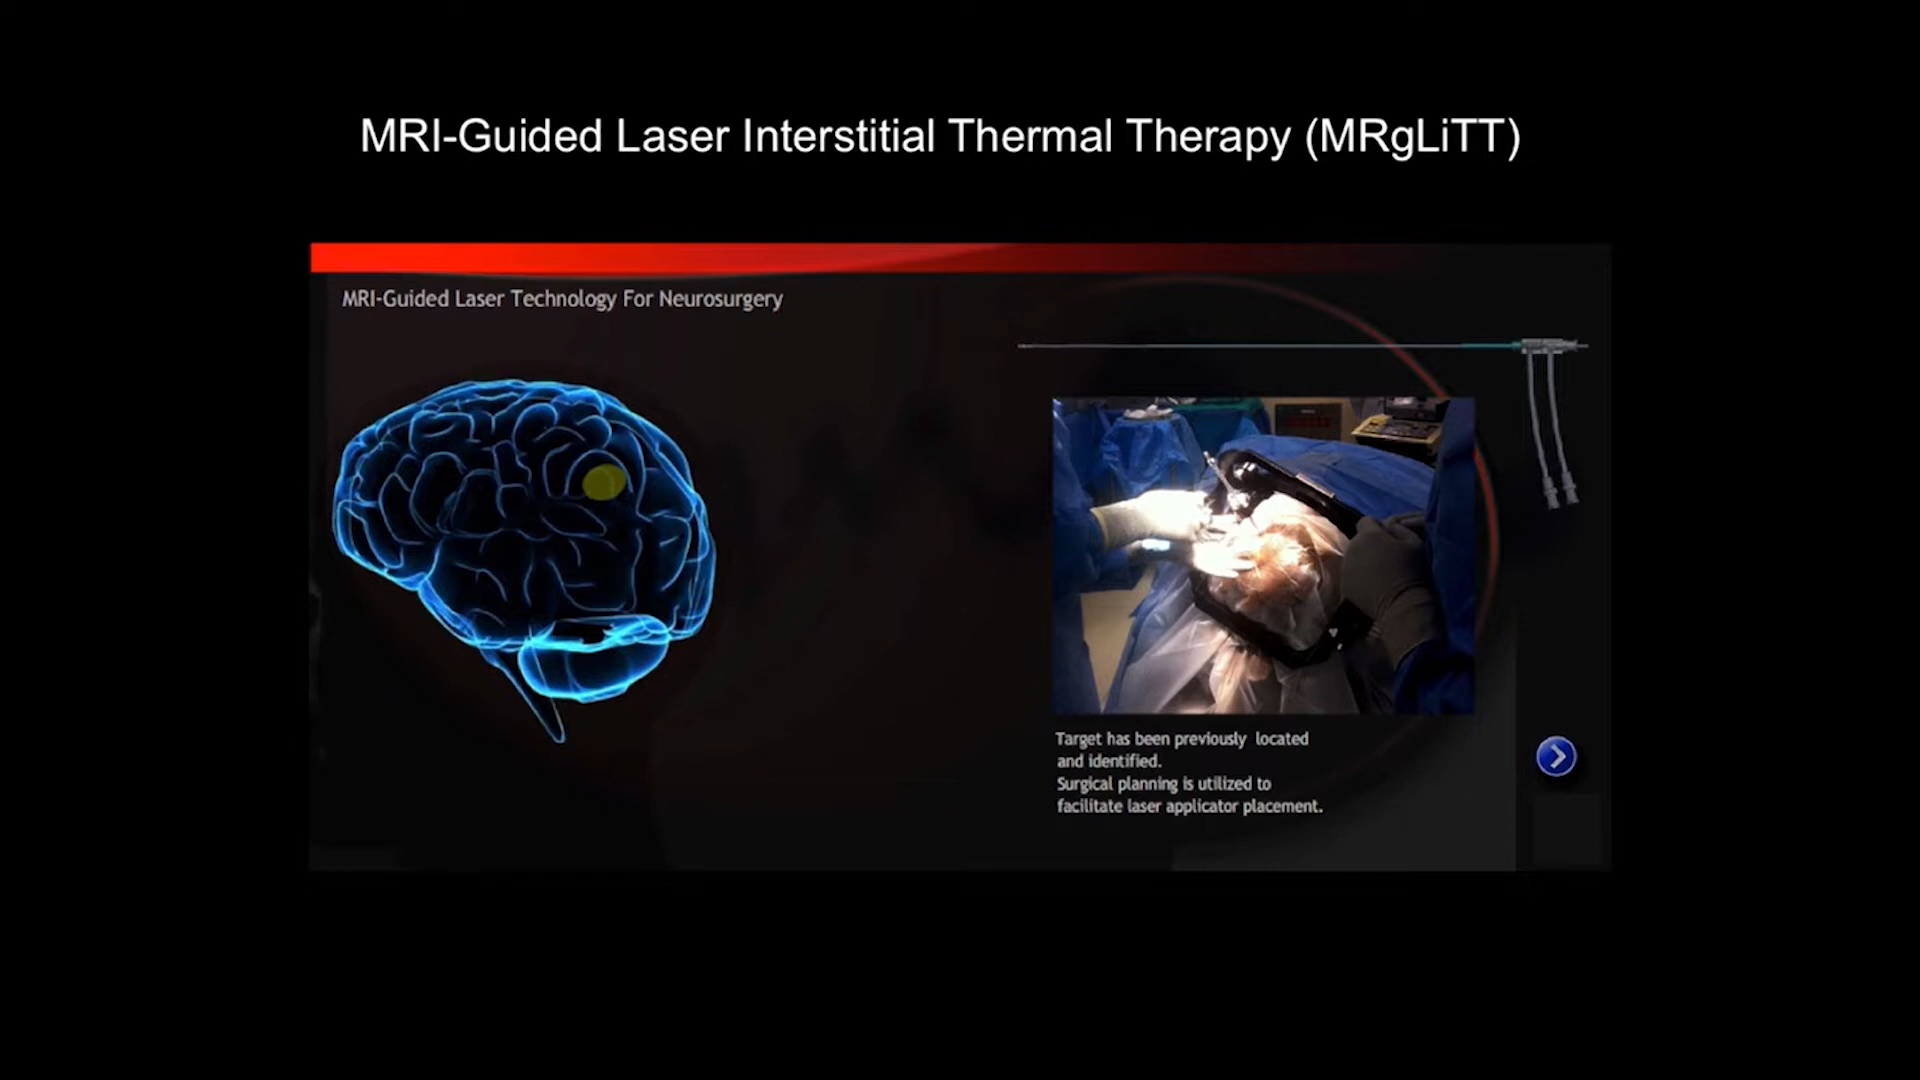 MRI-Guided Laser Interstitial Thermal Therapy (MRgLiTT)
MRI-Guided Laser Technology For Neurosurgery
Target has been previously located
and identified.
Surgical planning is utilized to
facilitate laser applicator placement.